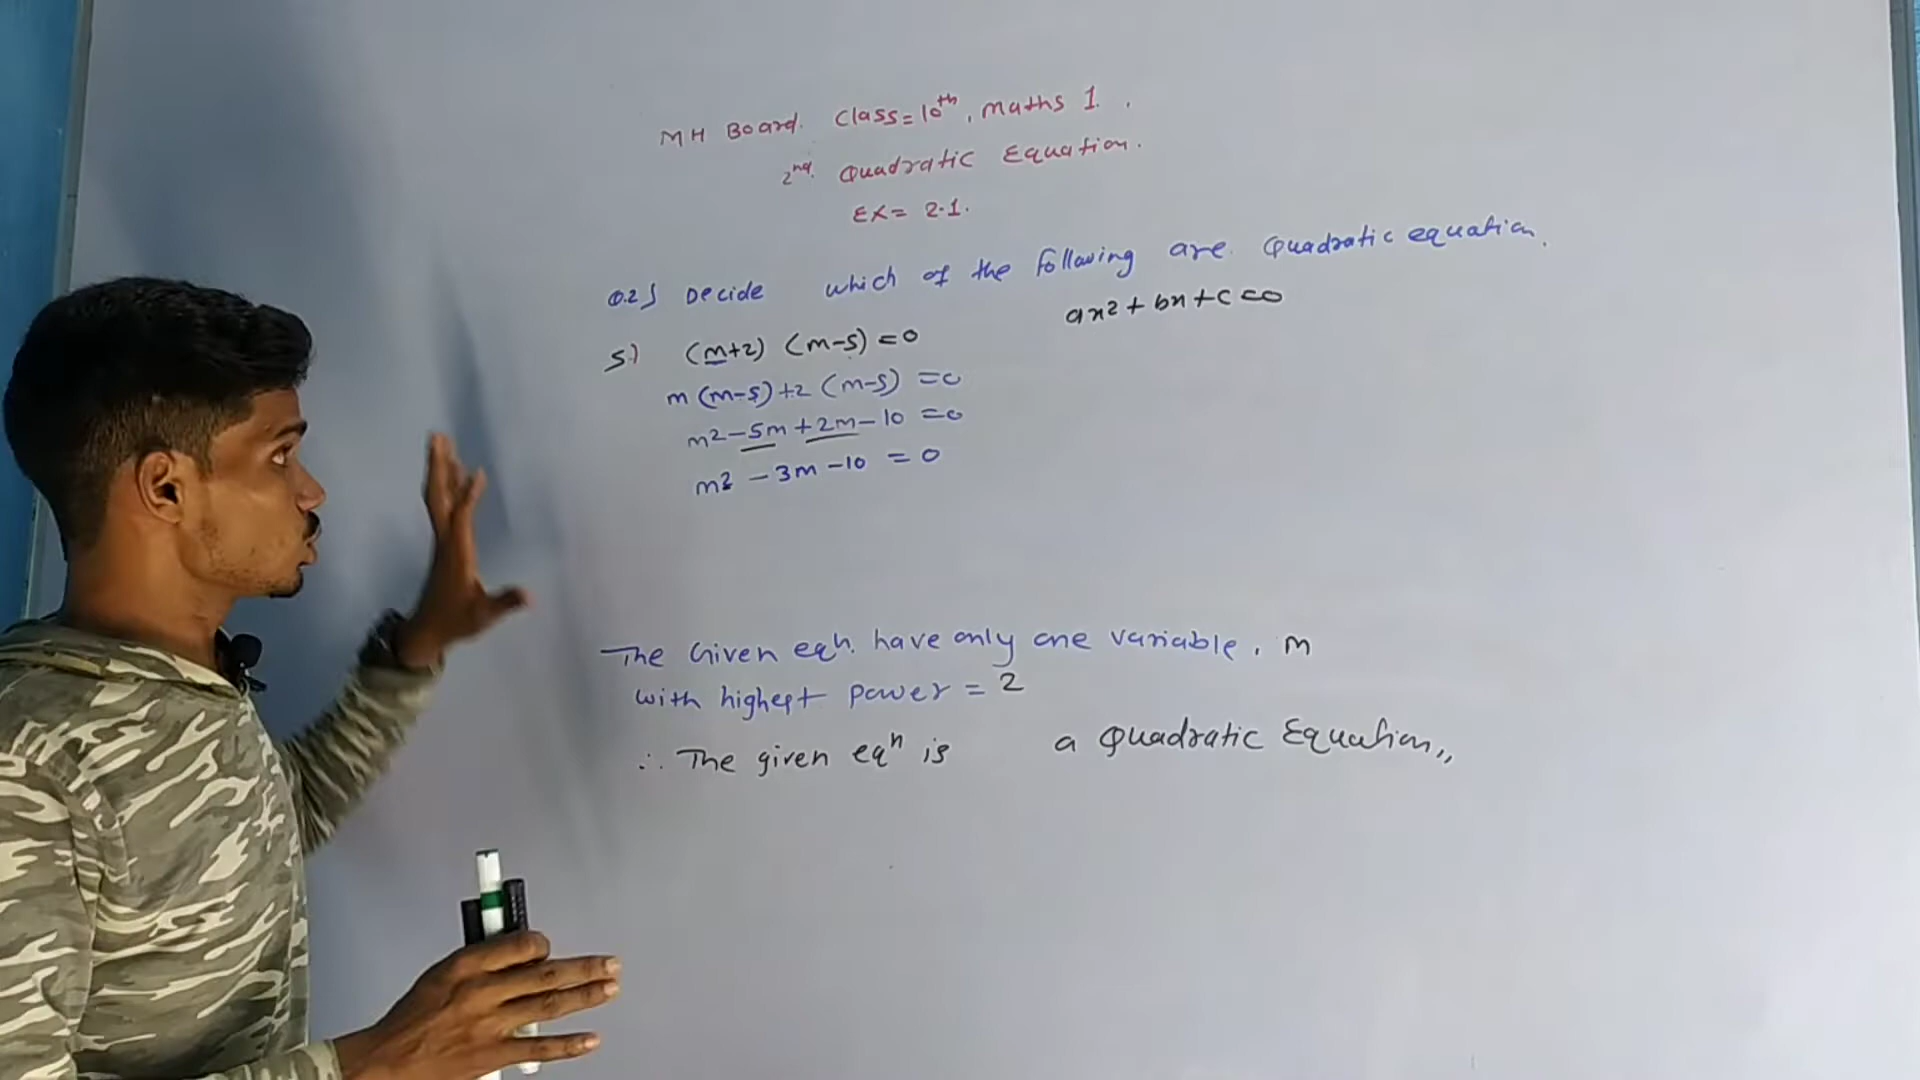 MH Board. Class=10th, Maths 1.
2nd. Quadratic Equation.
EX= 2.1.
Q.2] Decide which of the following are Quadratic equation.
ax²+bx+c=0
5) (m+2) (m-5)=0
m(m-5)+2(m-5)=0
m²-5m+2m-10=0
m²-3m-10=0
The Given eqn. have only one variable. m
with highest power = 2
∴ The given eqn is a Quadratic Equation,,